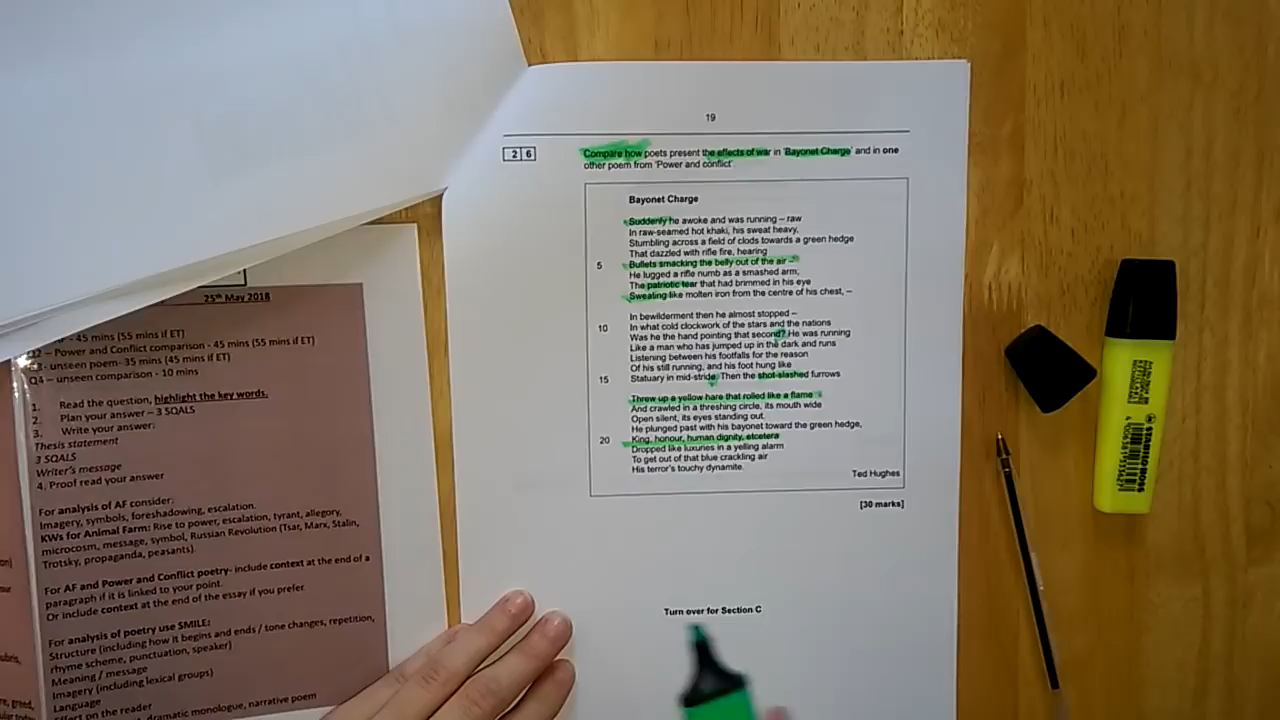 25th May 2018
- 45 mins (55 mins if ET)
Q2 – Power and Conflict comparison - 45 mins (55 mins if ET)
- unseen poem- 35 mins (45 mins if ET)
Q4 – unseen comparison - 10 mins
1. Read the question, highlight the key words.
2. Plan your answer – 3 SQALS
3. Write your answer:
Thesis statement
3 SQALS
Writer's message
4. Proof read your answer
For analysis of AF consider:
Imagery, symbols, foreshadowing, escalation.
KWs for Animal Farm: Rise to power, escalation, tyrant, allegory,
microcosm, message, symbol, Russian Revolution (Tsar, Marx, Stalin,
Trotsky, propaganda, peasants).
For AF and Power and Conflict poetry- include context at the end of a
paragraph if it is linked to your point.
Or include context at the end of the essay if you prefer.
For analysis of poetry use SMILE:
Structure (including how it begins and ends / tone changes, repetition,
rhyme scheme, punctuation, speaker)
Meaning / message
Imagery (including lexical groups)
Language
Effect on the reader
dramatic monologue, narrative poem
19
2 6
Compare how poets present the effects of war in 'Bayonet Charge' and in one
other poem from 'Power and conflict'.
Bayonet Charge
Suddenly he awoke and was running – raw
In raw-seamed hot khaki, his sweat heavy,
Stumbling across a field of clods towards a green hedge
That dazzled with rifle fire, hearing
5 Bullets smacking the belly out of the air –
He lugged a rifle numb as a smashed arm,
The patriotic tear that had brimmed in his eye
Sweating like molten iron from the centre of his chest, –
In bewilderment then he almost stopped –
10 In what cold clockwork of the stars and the nations
Was he the hand pointing that second? He was running
Like a man who has jumped up in the dark and runs
Listening between his footfalls for the reason
Of his still running, and his foot hung like
15 Statuary in mid-stride. Then the shot-slashed furrows
Threw up a yellow hare that rolled like a flame
And crawled in a threshing circle, its mouth wide
Open silent, its eyes standing out.
He plunged past with his bayonet toward the green hedge,
20 King, honour, human dignity, etcetera
Dropped like luxuries in a yelling alarm
To get out of that blue crackling air
His terror's touchy dynamite.
Ted Hughes
[30 marks]
Turn over for Section C
STABILO BOSS